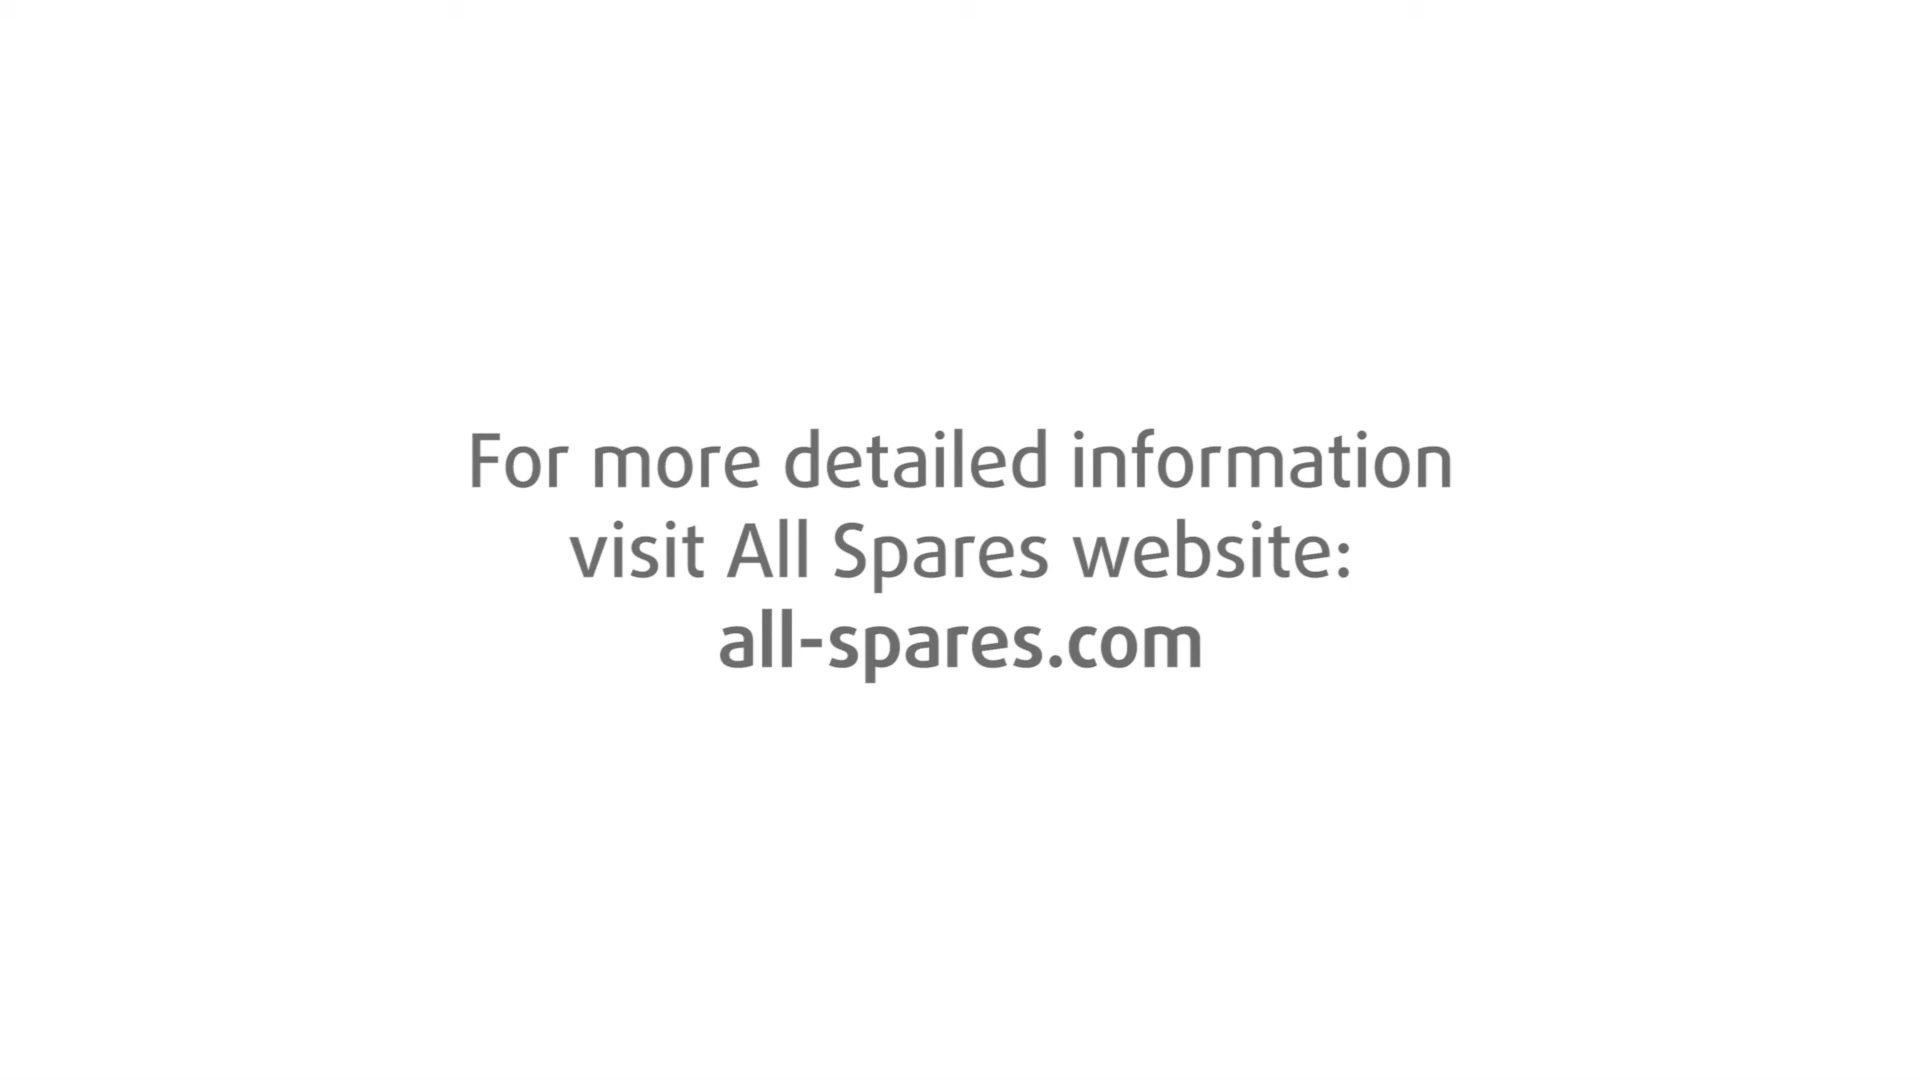 For more detailed information
visit All Spares website:
all-spares.com